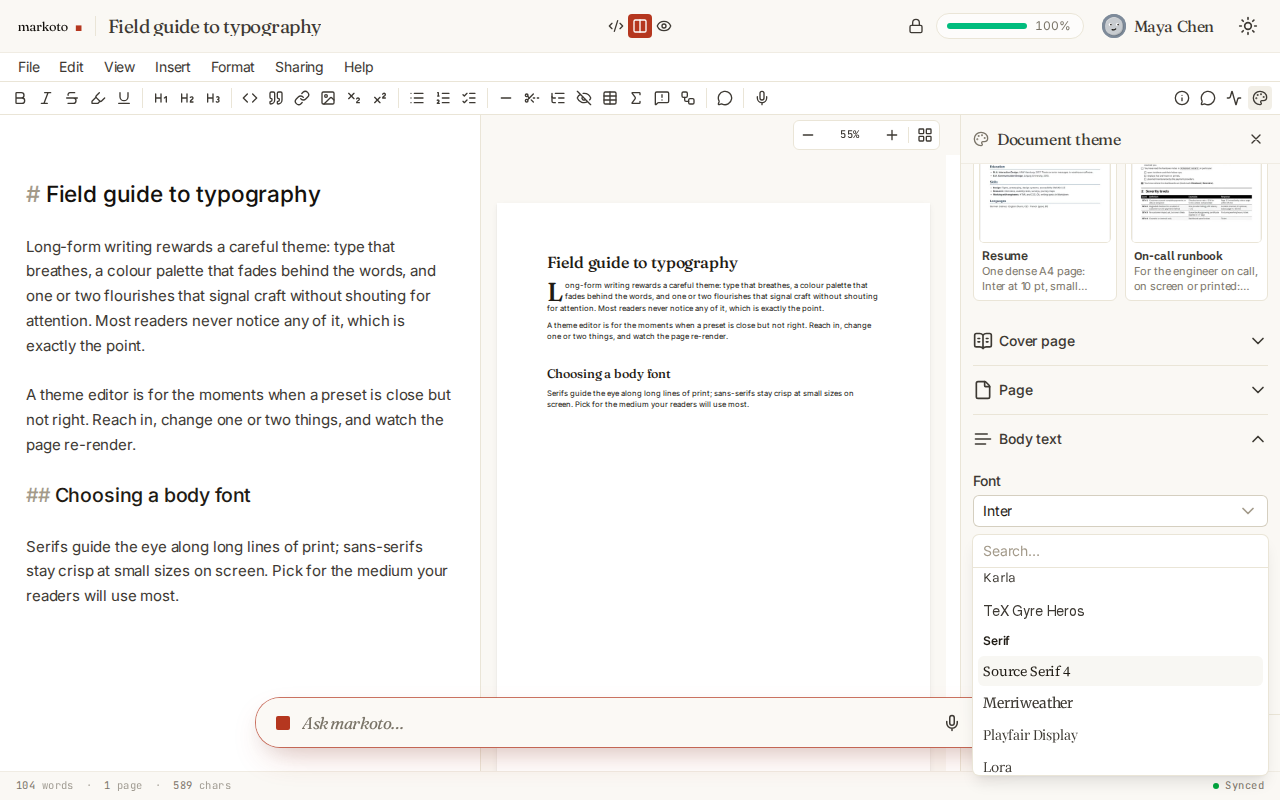 markoto
Field guide to typography
100%
Maya Chen
File Edit View Insert Format Sharing Help
H1 H2 H3
55%
# Field guide to typography
Long-form writing rewards a careful theme: type that
breathes, a colour palette that fades behind the words, and
one or two flourishes that signal craft without shouting for
attention. Most readers never notice any of it, which is
exactly the point.
A theme editor is for the moments when a preset is close but
not right. Reach in, change one or two things, and watch the
page re-render.
## Choosing a body font
Serifs guide the eye along long lines of print; sans-serifs
stay crisp at small sizes on screen. Pick for the medium your
readers will use most.
Field guide to typography
Long-form writing rewards a careful theme: type that breathes, a colour palette that
fades behind the words, and one or two flourishes that signal craft without shouting
for attention. Most readers never notice any of it, which is exactly the point.
A theme editor is for the moments when a preset is close but not right. Reach in, change
one or two things, and watch the page re-render.
Choosing a body font
Serifs guide the eye along long lines of print; sans-serifs stay crisp at small sizes on
screen. Pick for the medium your readers will use most.
Document theme
Education
Skills
Languages
Resume
One dense A4 page:
Inter at 10 pt, small...
On-call runbook
For the engineer on call,
on screen or printed:...
Cover page
Page
Body text
Font
Inter
Search...
Karla
TeX Gyre Heros
Serif
Source Serif 4
Merriweather
Playfair Display
Lora
Ask markoto...
104 words · 1 page · 589 chars
Synced